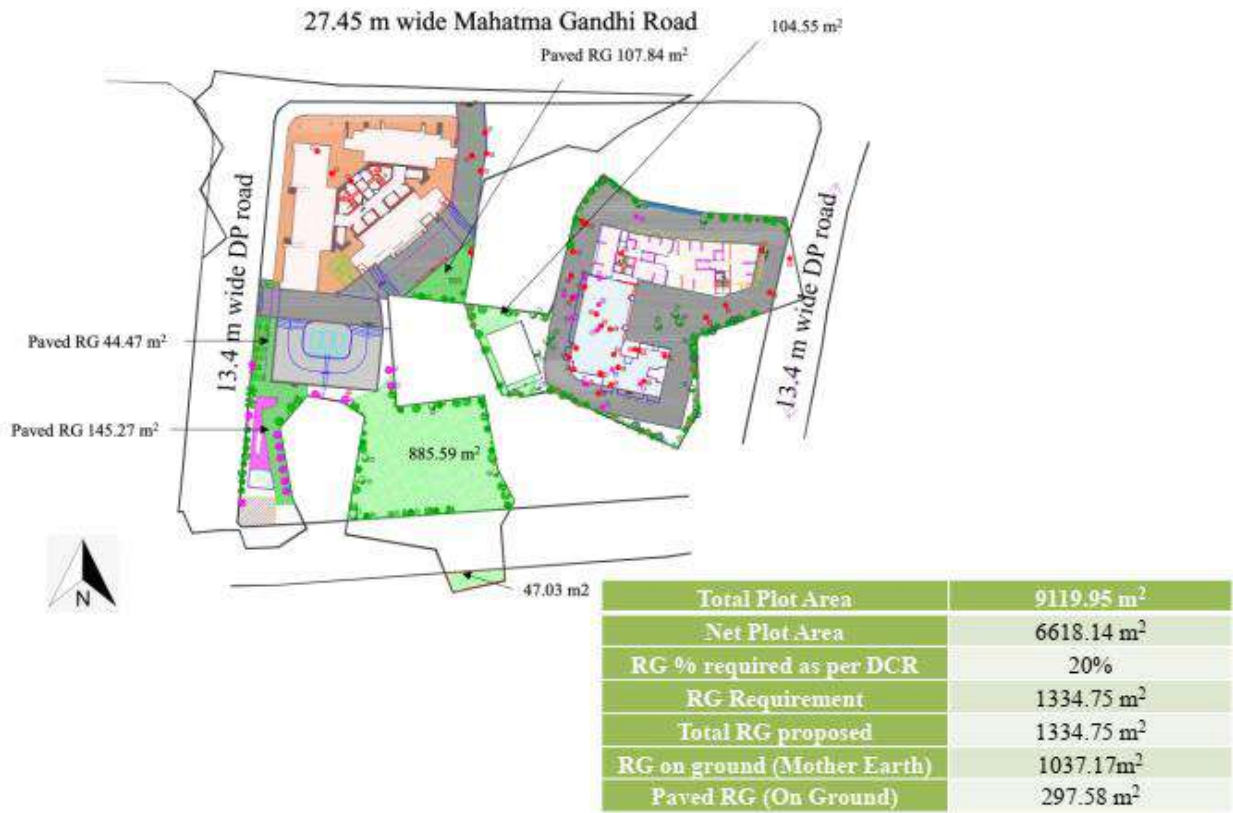 27.45 m wide Mahatma Gandhi Road
104.55 m²
Paved RG 107.84 m²
13.4 m wide DP road
13.4 m wide DP road
Paved RG 44.47 m²
Paved RG 145.27 m²
885.59 m²
47.03 m2
N
Total Plot Area 9119.95 m²
Net Plot Area 6618.14 m²
RG % required as per DCR 20%
RG Requirement 1334.75 m²
Total RG proposed 1334.75 m²
RG on ground (Mother Earth) 1037.17m²
Paved RG (On Ground) 297.58 m²